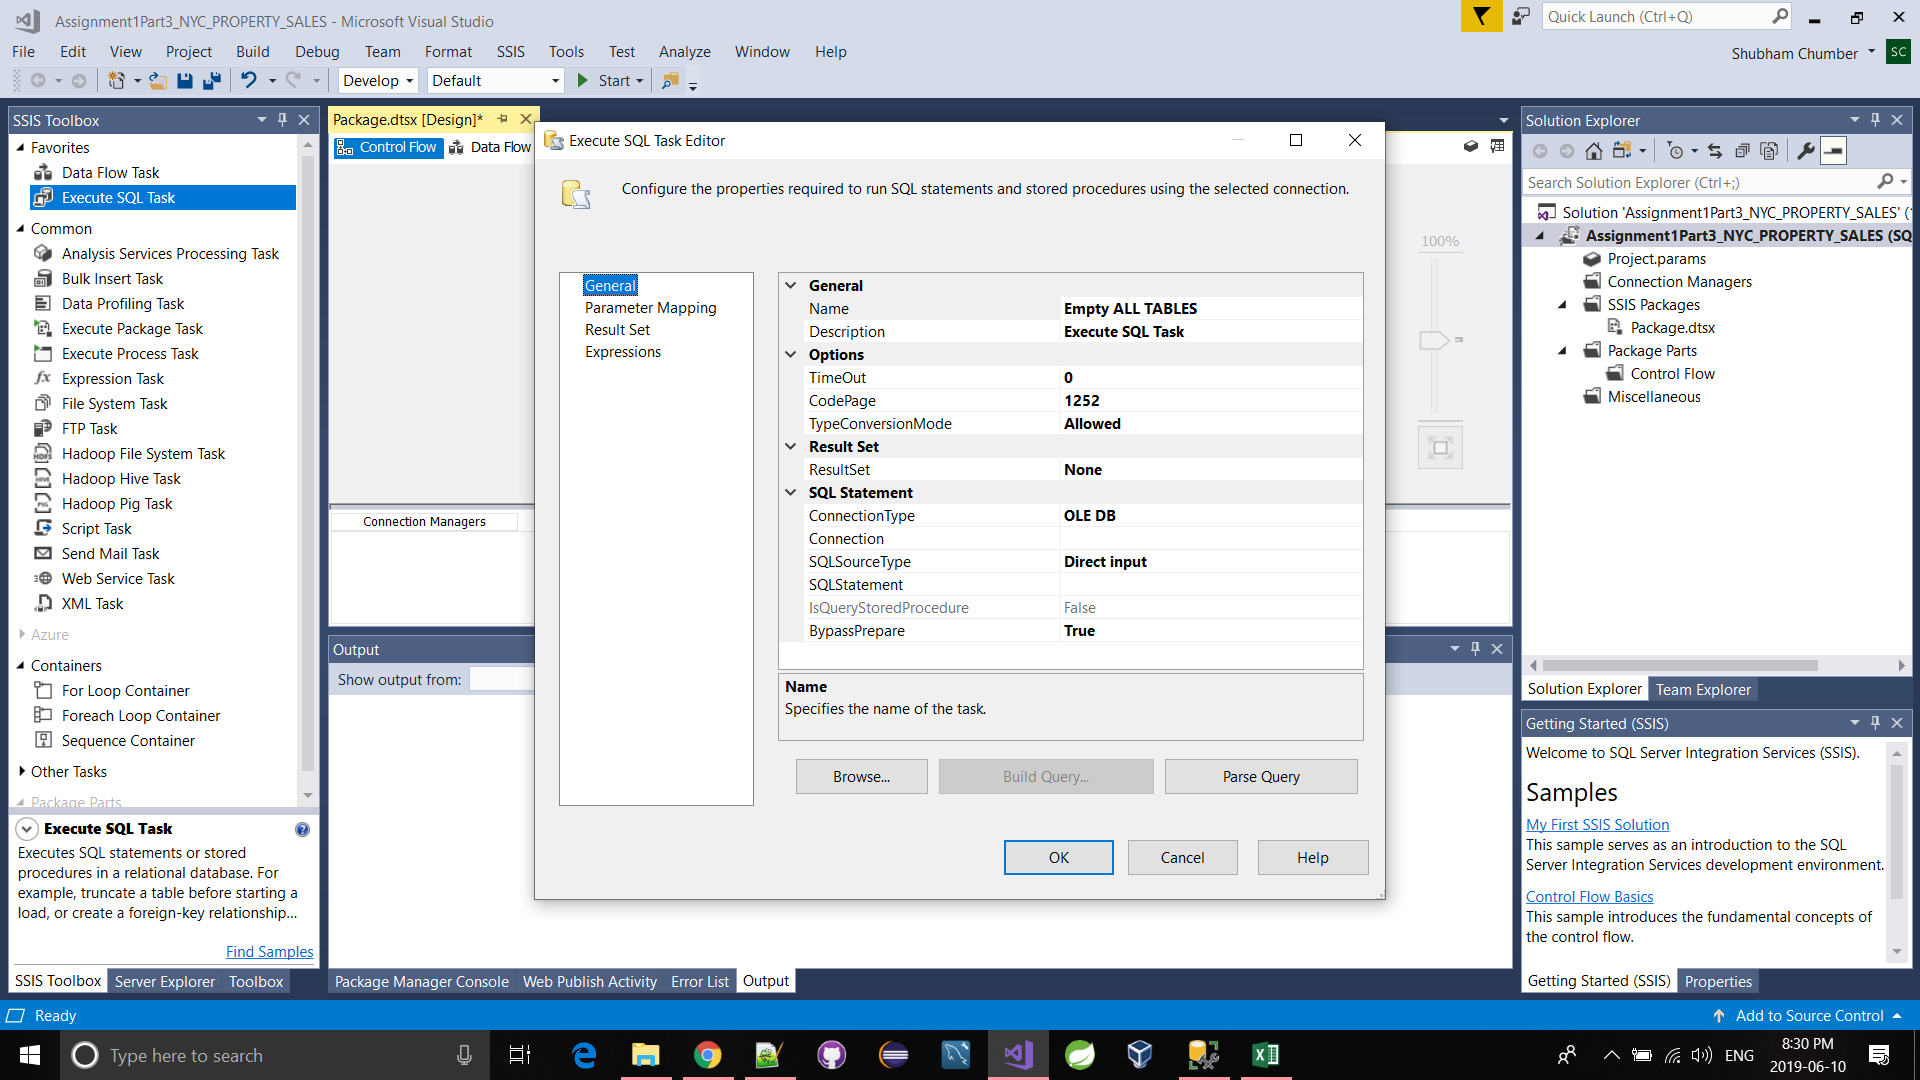 Assignment1Part3_NYC_PROPERTY_SALES - Microsoft Visual Studio
Quick Launch (Ctrl+Q)
File Edit View Project Build Debug Team Format SSIS Tools Test Analyze Window Help
Shubham Chumber SC
Develop Default Start
SSIS Toolbox
Favorites
Data Flow Task
Execute SQL Task
Common
Analysis Services Processing Task
Bulk Insert Task
Data Profiling Task
Execute Package Task
Execute Process Task
Expression Task
File System Task
FTP Task
Hadoop File System Task
Hadoop Hive Task
Hadoop Pig Task
Script Task
Send Mail Task
Web Service Task
XML Task
Azure
Containers
For Loop Container
Foreach Loop Container
Sequence Container
Other Tasks
Package Parts
Execute SQL Task
Executes SQL statements or stored
procedures in a relational database. For
example, truncate a table before starting a
load, or create a foreign-key relationship...
Find Samples
SSIS Toolbox Server Explorer Toolbox
Package.dtsx [Design]*
Control Flow Data Flow
100%
Connection Managers
Output
Show output from:
Package Manager Console Web Publish Activity Error List Output
Execute SQL Task Editor
Configure the properties required to run SQL statements and stored procedures using the selected connection.
General
Parameter Mapping
Result Set
Expressions
General
Name Empty ALL TABLES
Description Execute SQL Task
Options
TimeOut 0
CodePage 1252
TypeConversionMode Allowed
Result Set
ResultSet None
SQL Statement
ConnectionType OLE DB
Connection
SQLSourceType Direct input
SQLStatement
IsQueryStoredProcedure False
BypassPrepare True
Name
Specifies the name of the task.
Browse... Build Query... Parse Query
OK Cancel Help
Solution Explorer
Search Solution Explorer (Ctrl+;)
Solution 'Assignment1Part3_NYC_PROPERTY_SALES' (
Assignment1Part3_NYC_PROPERTY_SALES (SQ
Project.params
Connection Managers
SSIS Packages
Package.dtsx
Package Parts
Control Flow
Miscellaneous
Solution Explorer Team Explorer
Getting Started (SSIS)
Welcome to SQL Server Integration Services (SSIS).
Samples
My First SSIS Solution
This sample serves as an introduction to the SQL
Server Integration Services development environment.
Control Flow Basics
This sample introduces the fundamental concepts of
the control flow.
Getting Started (SSIS) Properties
Ready
Add to Source Control
Type here to search
ENG
8:30 PM
2019-06-10